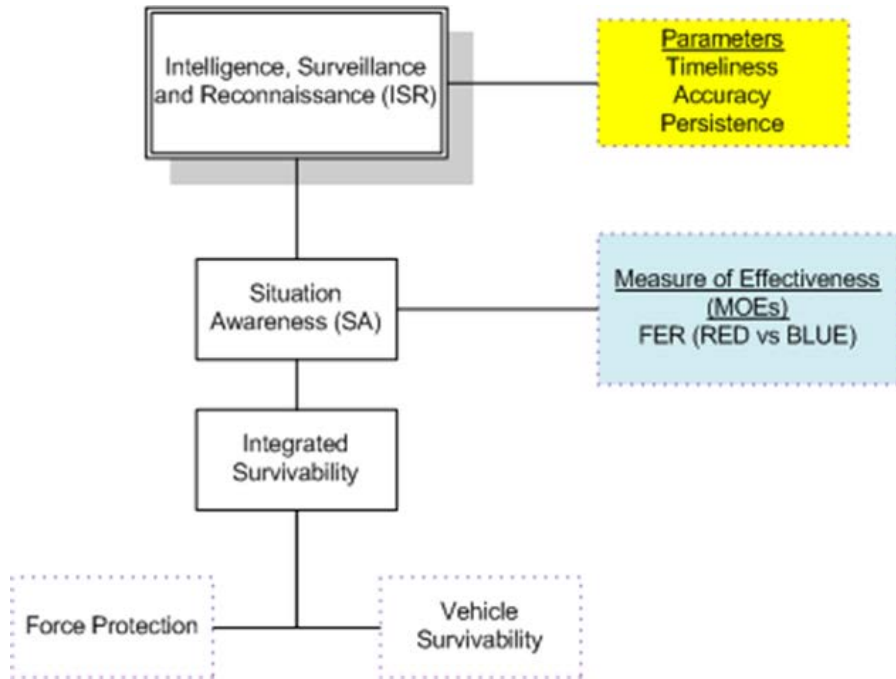 Intelligence, Surveillance
and Reconnaissance (ISR)
Parameters
Timeliness
Accuracy
Persistence
Situation
Awareness (SA)
Measure of Effectiveness
(MOEs)
FER (RED vs BLUE)
Integrated
Survivability
Force Protection
Vehicle
Survivability